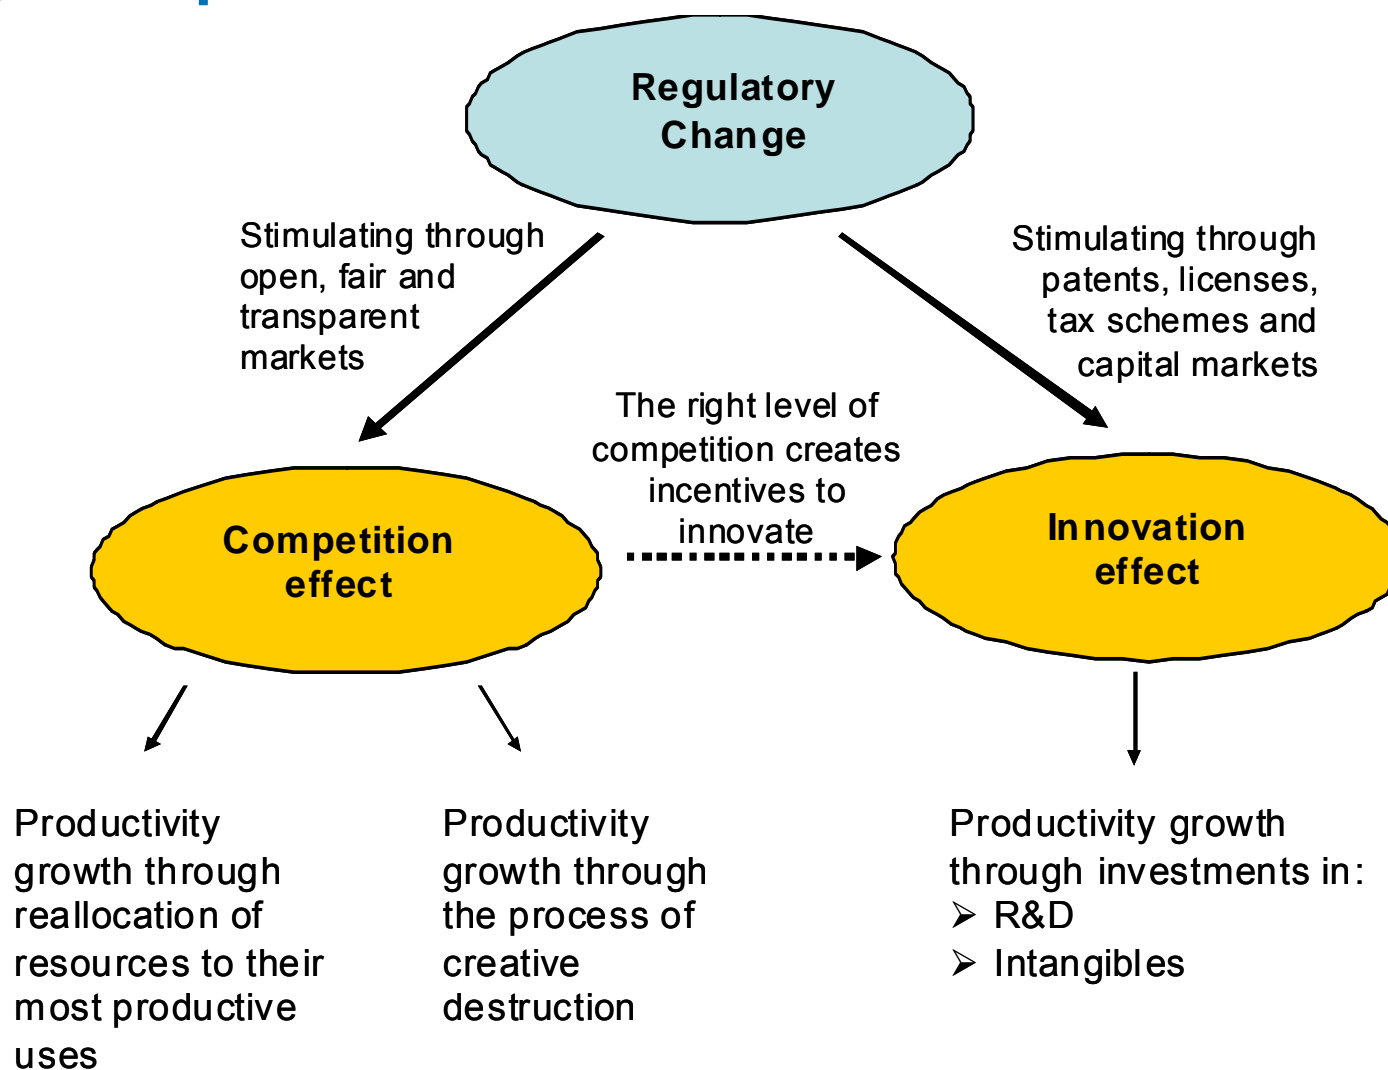 Regulatory
Change
Stimulating through
open, fair and
transparent
markets
Stimulating through
patents, licenses,
tax schemes and
capital markets
The right level of
competition creates
incentives to
innovate
Competition
effect
Innovation
effect
Productivity
growth through
reallocation of
resources to their
most productive
uses
Productivity
growth through
the process of
creative
destruction
Productivity growth
through investments in:
➢ R&D
➢ Intangibles